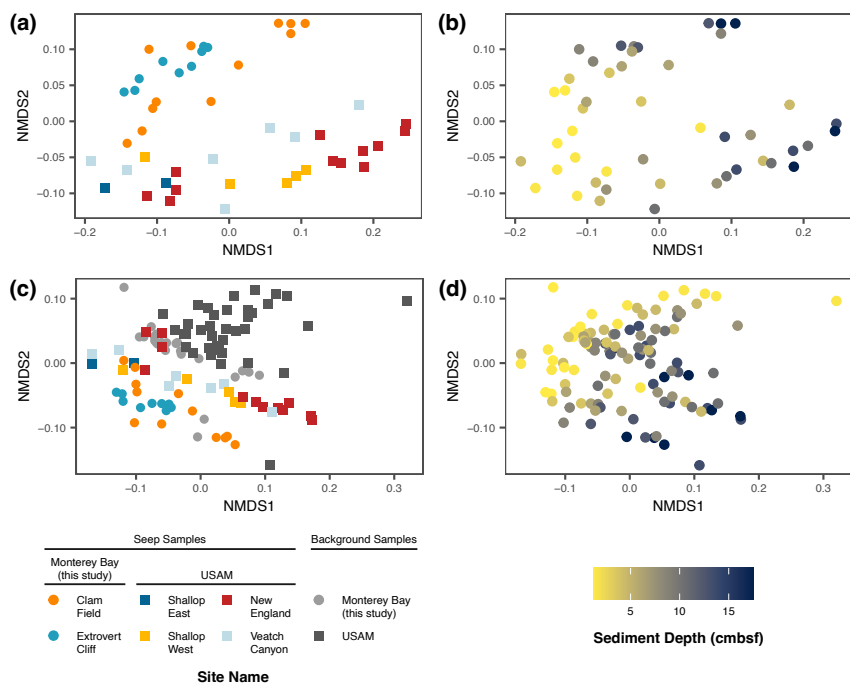 (a)
(b)
0.10
0.05
0.00
−0.05
−0.10
NMDS2
−0.2
−0.1
0.0
0.1
0.2
NMDS1
0.10
0.05
0.00
−0.05
−0.10
NMDS2
−0.2
−0.1
0.0
0.1
0.2
NMDS1
(c)
(d)
0.10
0.00
−0.10
NMDS2
−0.1
0.0
0.1
0.2
0.3
NMDS1
0.10
0.00
−0.10
NMDS2
−0.1
0.0
0.1
0.2
0.3
NMDS1
Seep Samples
Background Samples
Monterey Bay
(this study)
USAM
Clam
Field
Shallop
East
New
England
Monterey Bay
(this study)
Extrovert
Cliff
Shallop
West
Veatch
Canyon
USAM
Site Name
5
10
15
Sediment Depth (cmbsf)